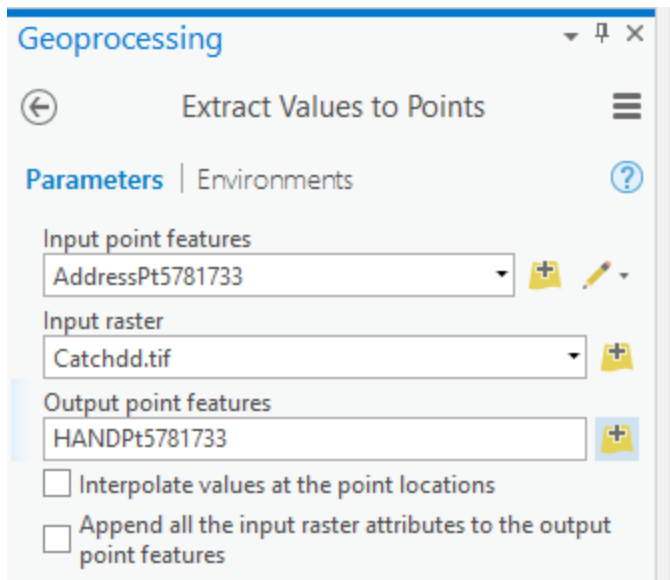 Geoprocessing
Extract Values to Points
Parameters | Environments
Input point features
AddressPt5781733
Input raster
Catchdd.tif
Output point features
HANDPt5781733
Interpolate values at the point locations
Append all the input raster attributes to the output
point features